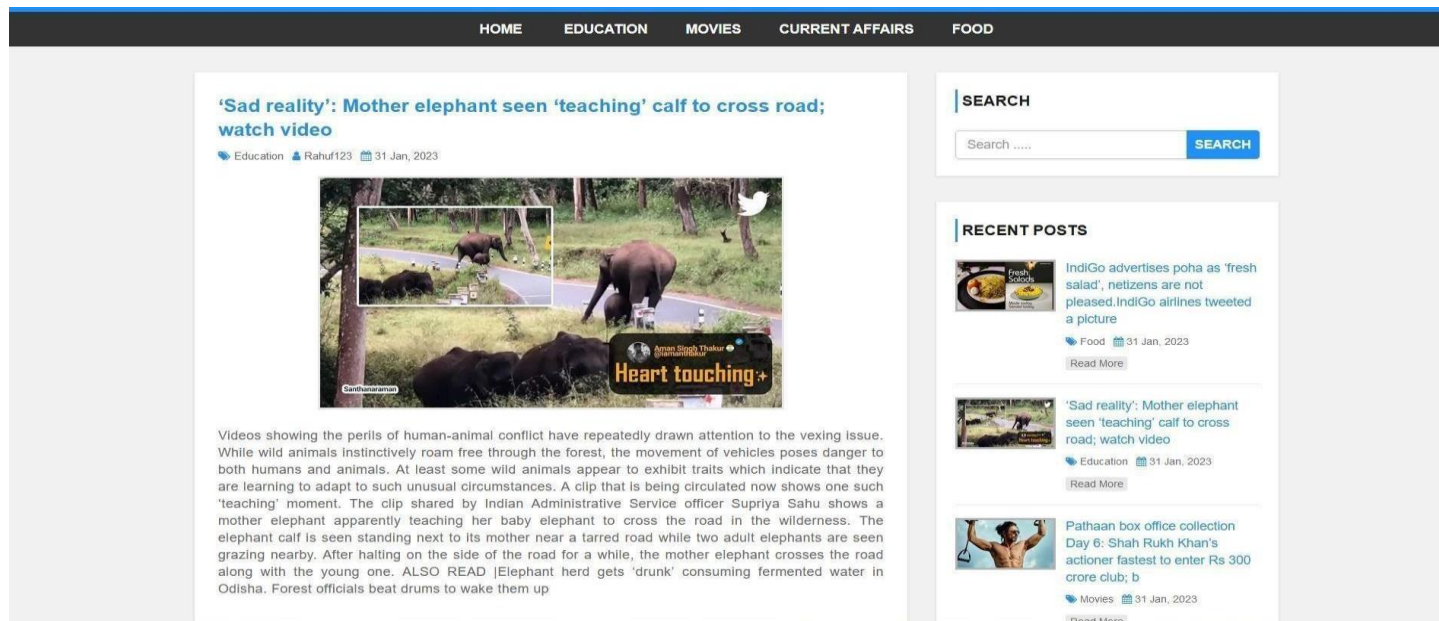 HOME EDUCATION MOVIES CURRENT AFFAIRS FOOD
‘Sad reality’: Mother elephant seen ‘teaching’ calf to cross road;
watch video
Education Rahuf123 31 Jan, 2023
Aman Singh Thakur
@iamanthakur
Heart touching
Santhanaraman
Videos showing the perils of human-animal conflict have repeatedly drawn attention to the vexing issue.
While wild animals instinctively roam free through the forest, the movement of vehicles poses danger to
both humans and animals. At least some wild animals appear to exhibit traits which indicate that they
are learning to adapt to such unusual circumstances. A clip that is being circulated now shows one such
‘teaching’ moment. The clip shared by Indian Administrative Service officer Supriya Sahu shows a
mother elephant apparently teaching her baby elephant to cross the road in the wilderness. The
elephant calf is seen standing next to its mother near a tarred road while two adult elephants are seen
grazing nearby. After halting on the side of the road for a while, the mother elephant crosses the road
along with the young one. ALSO READ |Elephant herd gets ‘drunk’ consuming fermented water in
Odisha. Forest officials beat drums to wake them up
SEARCH
Search .....
SEARCH
RECENT POSTS
Fresh
Salads
IndiGo advertises poha as ‘fresh
salad’, netizens are not
pleased.IndiGo airlines tweeted
a picture
Food 31 Jan, 2023
Read More
‘Sad reality’: Mother elephant
seen ‘teaching’ calf to cross
road; watch video
Education 31 Jan, 2023
Read More
Pathaan box office collection
Day 6: Shah Rukh Khan’s
actioner fastest to enter Rs 300
crore club; b
Movies 31 Jan, 2023
Read More